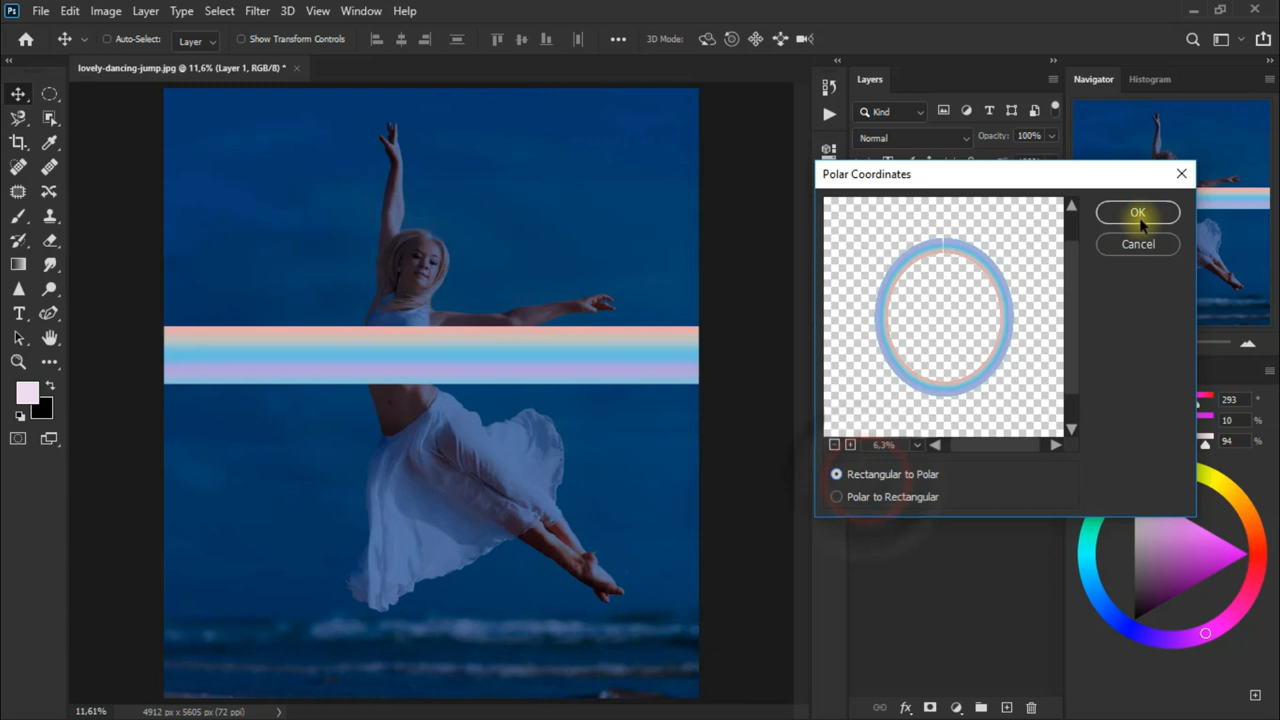 Ps File Edit Image Layer Type Select Filter 3D View Window Help
Auto-Select: Layer Show Transform Controls 3D Mode:
lovely-dancing-jump.jpg @ 11,6% (Layer 1, RGB/8) *
Layers
Navigator Histogram
Kind
Normal Opacity: 100%
Polar Coordinates
OK
Cancel
6,3%
Rectangular to Polar
Polar to Rectangular
293 °
10 %
94 %
11,61% 4912 px x 5605 px (72 ppi)